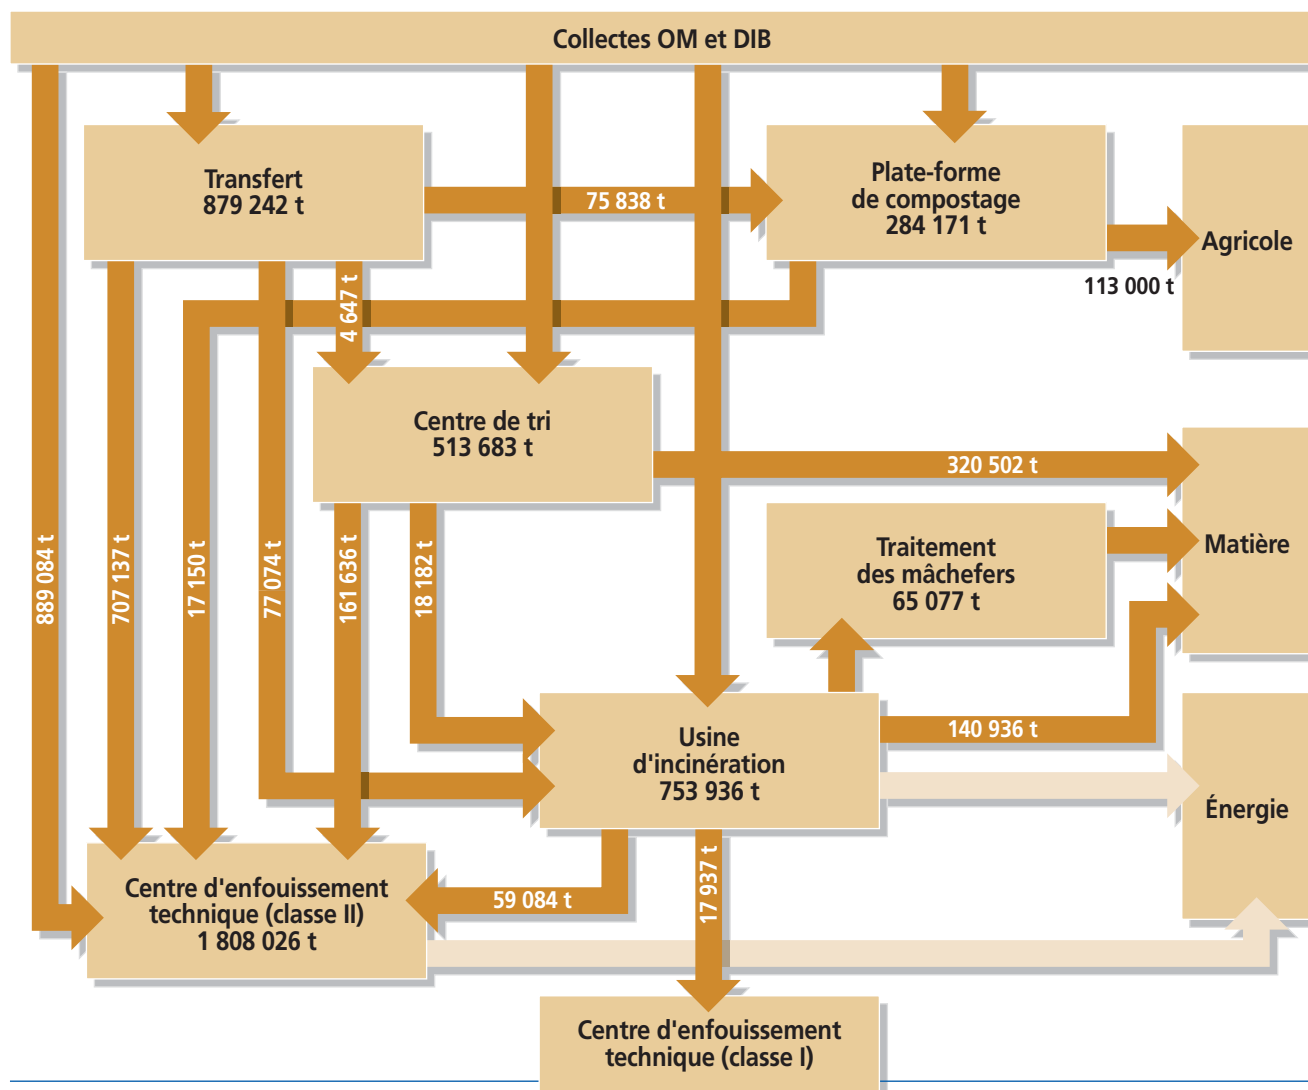 Collectes OM et DIB
Transfert
879 242 t
75 838 t
Plate-forme
de compostage
284 171 t
Agricole
113 000 t
4 647 t
Centre de tri
513 683 t
320 502 t
Matière
889 084 t
707 137 t
17 150 t
77 074 t
161 636 t
18 182 t
Traitement
des mâchefers
65 077 t
Usine
d'incinération
753 936 t
140 936 t
Énergie
Centre d'enfouissement
technique (classe II)
1 808 026 t
59 084 t
17 937 t
Centre d'enfouissement
technique (classe I)